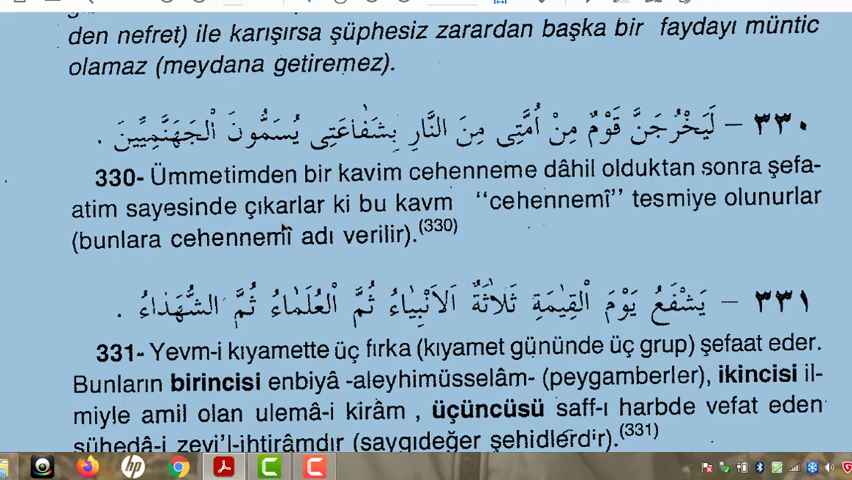 den nefret) ile karışırsa şüphesiz zarardan başka bir faydayı müntic
olamaz (meydana getiremez).
٣٣٠ – لَيَخْرُجَنَّ قَوْمٌ مِنْ اُمَّتِى مِنَ النَّارِ بِشَفَاعَتِى يُسَمُّونَ الْجَهَنَّمِيِّينَ .
330- Ümmetimden bir kavim cehenneme dâhil olduktan sonra şefa-
atim sayesinde çıkarlar ki bu kavm ‘‘cehennemî’’ tesmiye olunurlar
(bunlara cehennemî adı verilir).(330)
٣٣١ – يَشْفَعُ يَوْمَ الْقِيٰمَةِ ثَلاَثَةٌ اَلاَنْبِيَاءُ ثُمَّ الْعُلَمَاءُ ثُمَّ الشُّهَدَاءُ .
331- Yevm-i kıyamette üç fırka (kıyamet gününde üç grup) şefaat eder.
Bunların birincisi enbiyâ -aleyhimüsselâm- (peygamberler), ikincisi il-
miyle amil olan ulemâ-i kirâm , üçüncüsü saff-ı harbde vefat eden
şühedâ-i zevi’l-ihtirâmdır (saygıdeğer şehidlerdir).(331)
hp